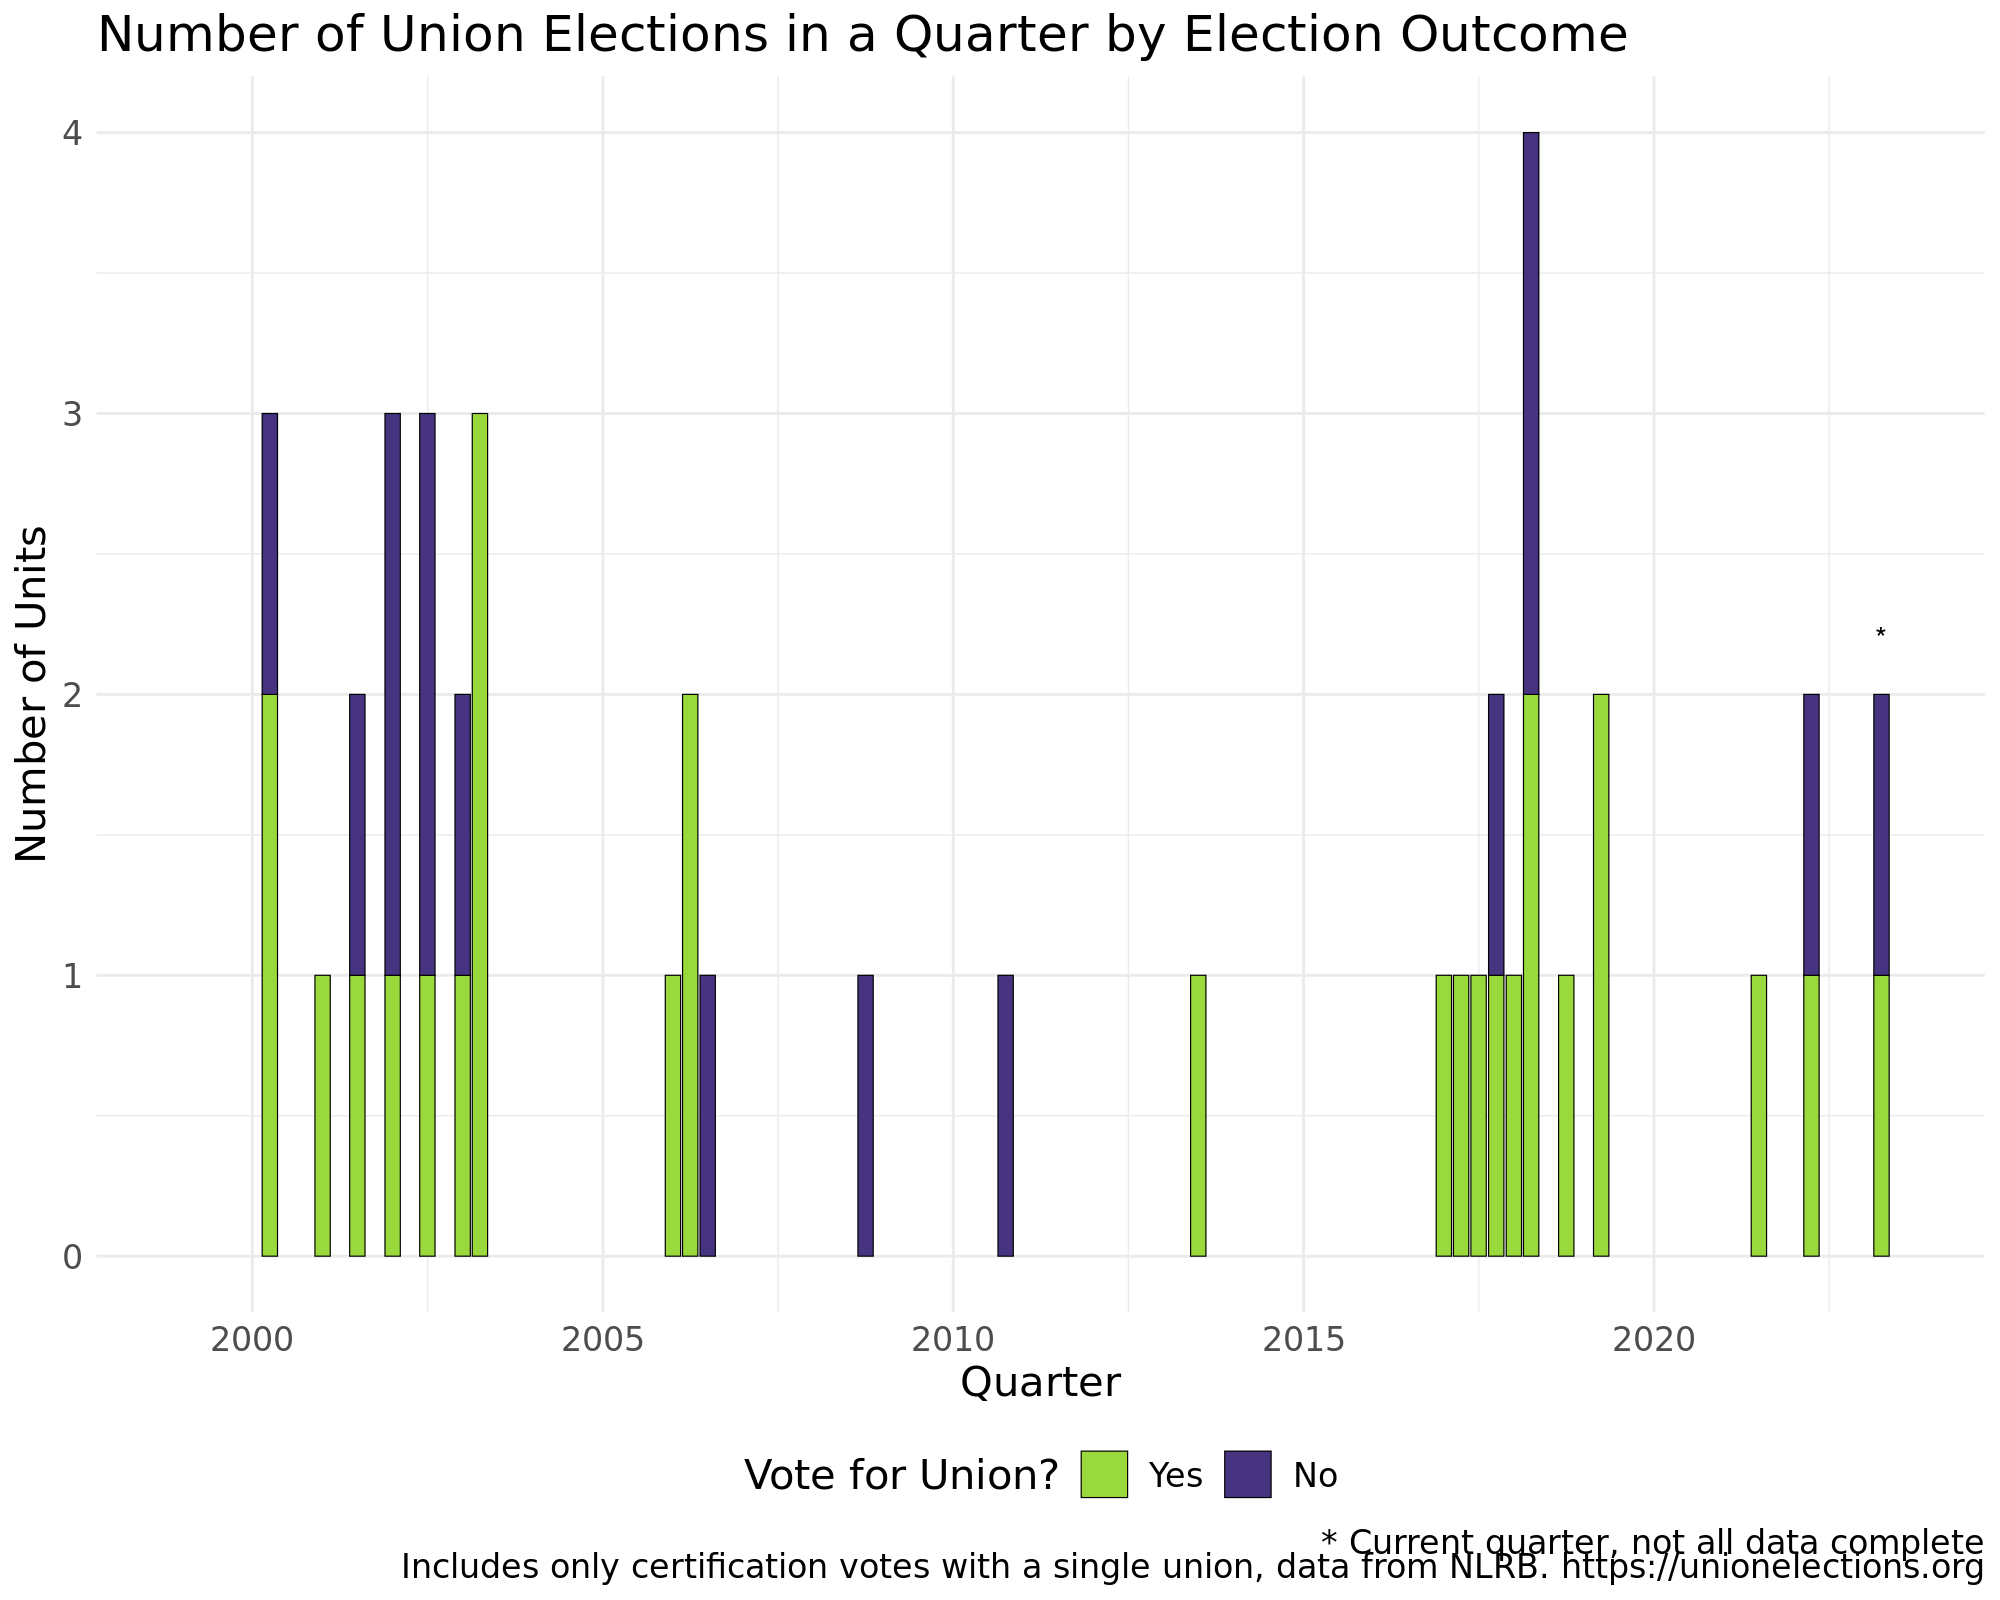 Number of Union Elections in a Quarter by Election Outcome
4
3
*
2
1
0
Number of Units
2000 2005 2010 2015 2020
Quarter
Vote for Union? Yes No
* Current quarter, not all data complete
Includes only certification votes with a single union, data from NLRB. https://unionelections.org